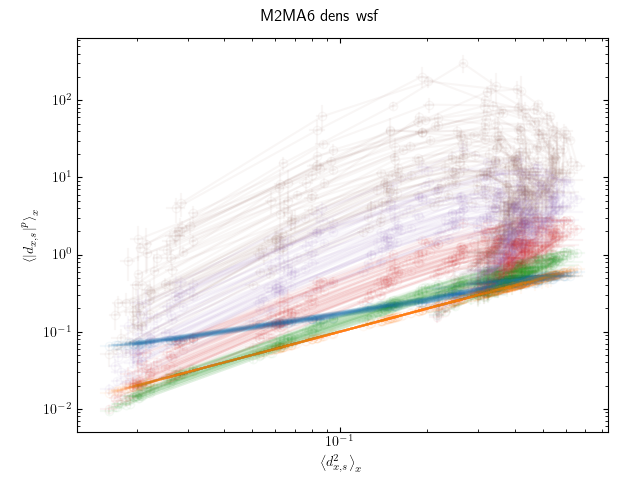 M2MA6 dens wsf
⟨|d_{x,s}|^p⟩_x
10^2
10^1
10^0
10^{-1}
10^{-2}
10^{-1}
⟨d^2_{x,s}⟩_x